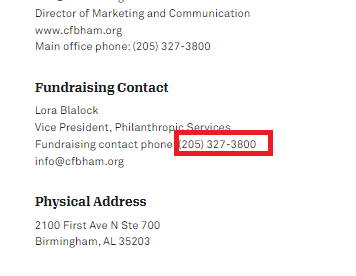 Director of Marketing and Communication
www.cfbham.org
Main office phone: (205) 327-3800
Fundraising Contact
Lora Blalock
Vice President, Philanthropic Services
Fundraising contact phone: (205) 327-3800
info@cfbham.org
Physical Address
2100 First Ave N Ste 700
Birmingham, AL 35203